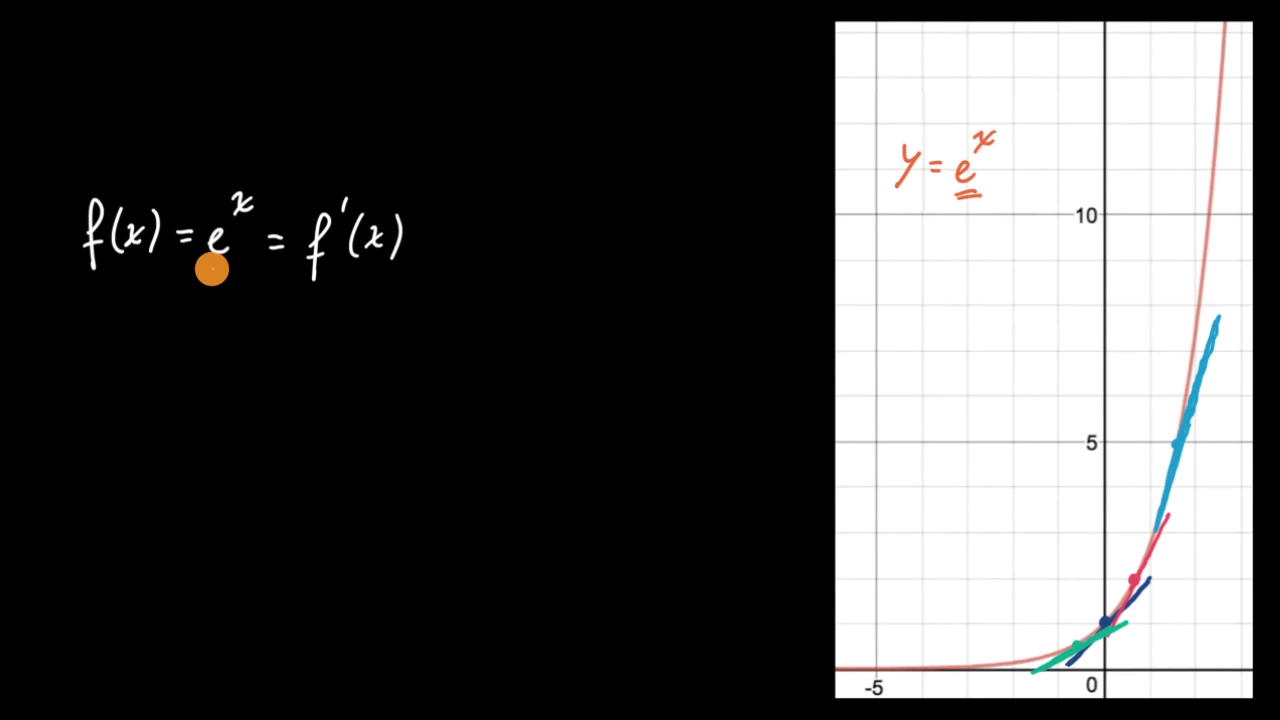 f(x) = e^x = f'(x)
y = e^x
10
5
0
-5